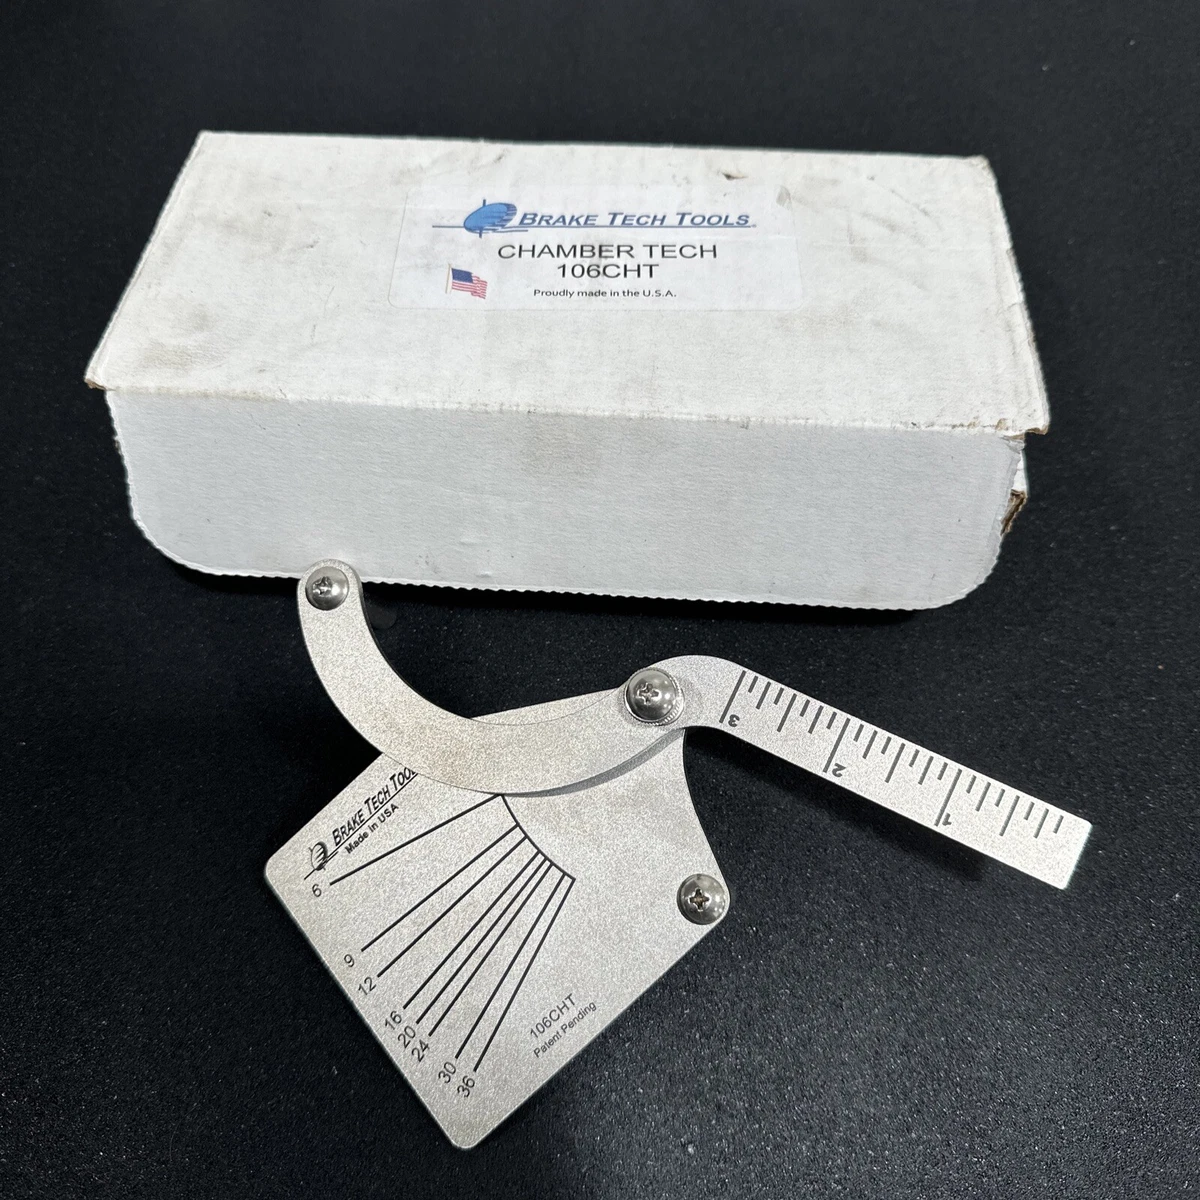 BRAKE TECH TOOLS
CHAMBER TECH
106CHT
Proudly made in the U.S.A.
3
2
1
BRAKE TECH
Made in USA
6
9
12
16
20
24
30
36
106CHT
Patent Pending